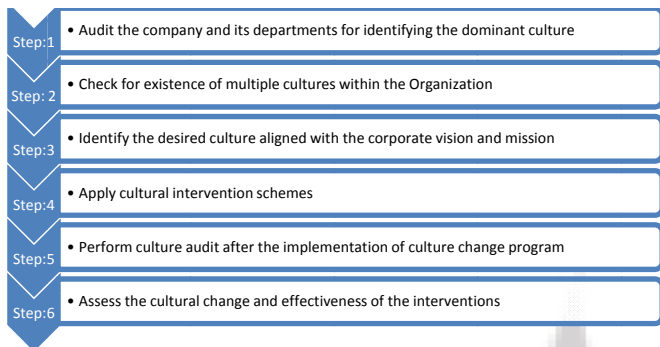 Step:1
• Audit the company and its departments for identifying the dominant culture
Step: 2
• Check for existence of multiple cultures within the Organization
Step:3
• Identify the desired culture aligned with the corporate vision and mission
Step:4
• Apply cultural intervention schemes
Step:5
• Perform culture audit after the implementation of culture change program
Step:6
• Assess the cultural change and effectiveness of the interventions